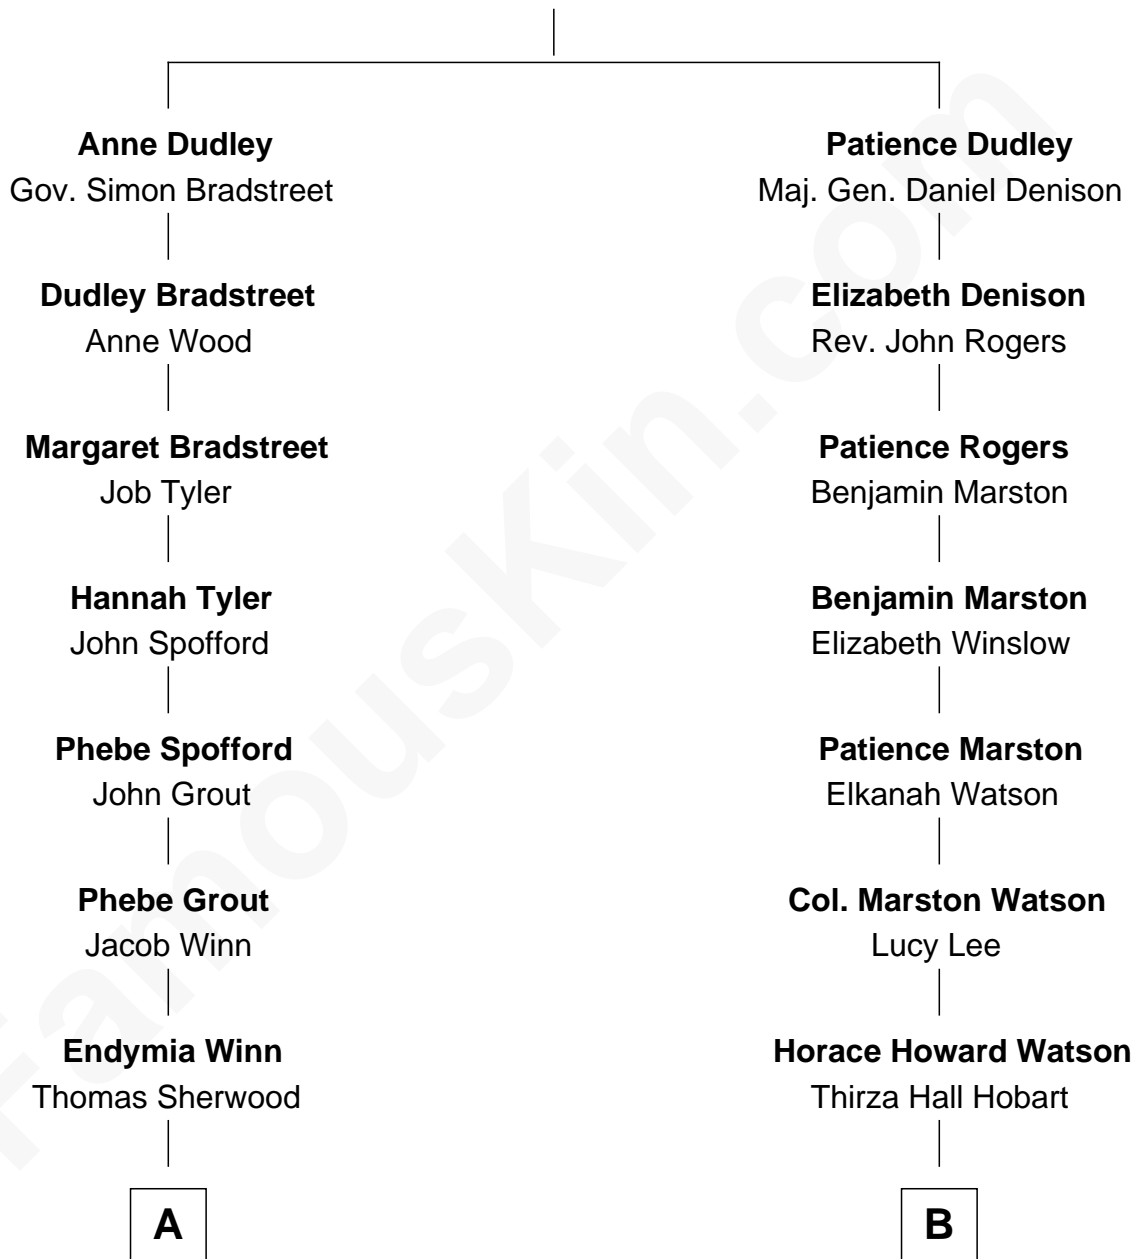 Anne Dudley
Gov. Simon Bradstreet
Dudley Bradstreet
Anne Wood
Margaret Bradstreet
Job Tyler
Hannah Tyler
John Spofford
Phebe Spofford
John Grout
Phebe Grout
Jacob Winn
Endymia Winn
Thomas Sherwood
A
Patience Dudley
Maj. Gen. Daniel Denison
Elizabeth Denison
Rev. John Rogers
Patience Rogers
Benjamin Marston
Benjamin Marston
Elizabeth Winslow
Patience Marston
Elkanah Watson
Col. Marston Watson
Lucy Lee
Horace Howard Watson
Thirza Hall Hobart
B
FamousKin.com